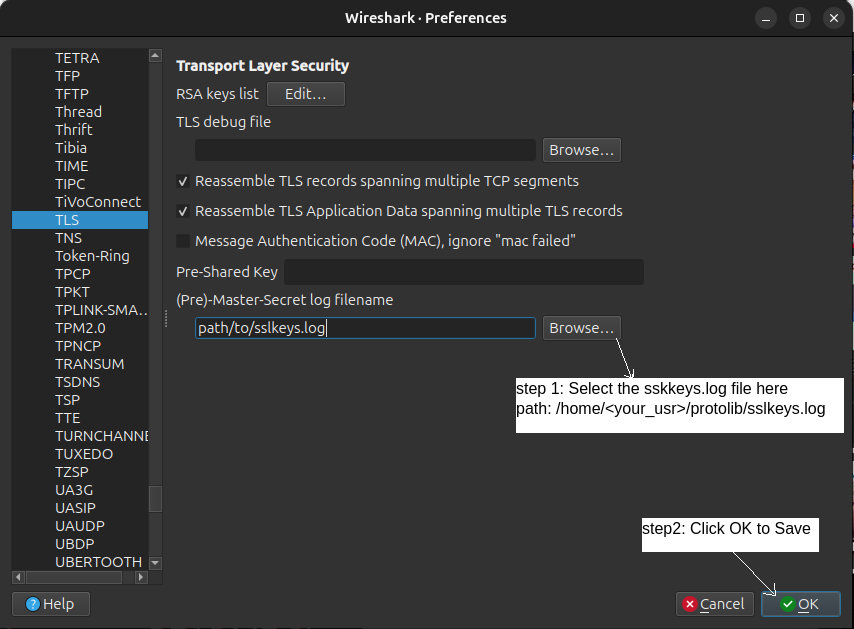 Wireshark · Preferences
TETRA
TFP
TFTP
Thread
Thrift
Tibia
TIME
TIPC
TiVoConnect
TLS
TNS
Token-Ring
TPCP
TPKT
TPLINK-SMA…
TPM2.0
TPNCP
TRANSUM
TSDNS
TSP
TTE
TURNCHANNE
TUXEDO
TZSP
UA3G
UASIP
UAUDP
UBDP
UBERTOOTH
Transport Layer Security
RSA keys list Edit…
TLS debug file
Browse…
Reassemble TLS records spanning multiple TCP segments
Reassemble TLS Application Data spanning multiple TLS records
Message Authentication Code (MAC), ignore "mac failed"
Pre-Shared Key
(Pre)-Master-Secret log filename
path/to/sslkeys.log Browse…
step 1: Select the sskkeys.log file here
path: /home/<your_usr>/protolib/sslkeys.log
step2: Click OK to Save
Help Cancel OK